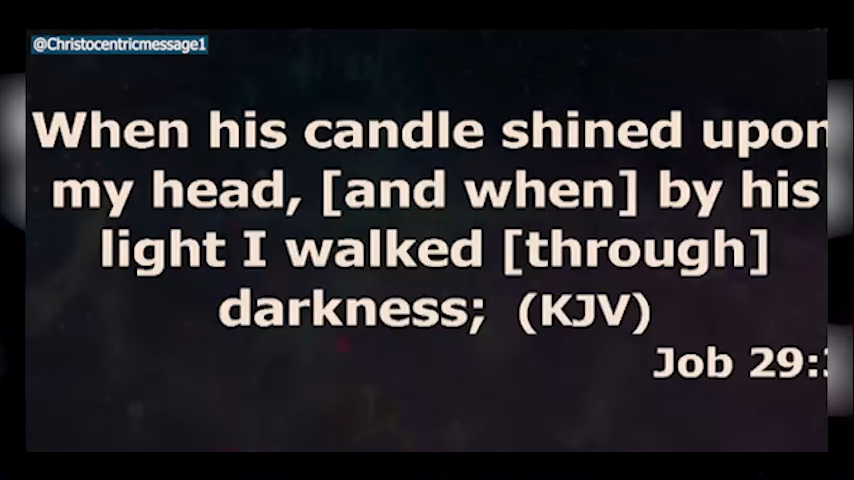 @Christocentricmessage1
When his candle shined upon
my head, [and when] by his
light I walked [through]
darkness; (KJV)
Job 29:3